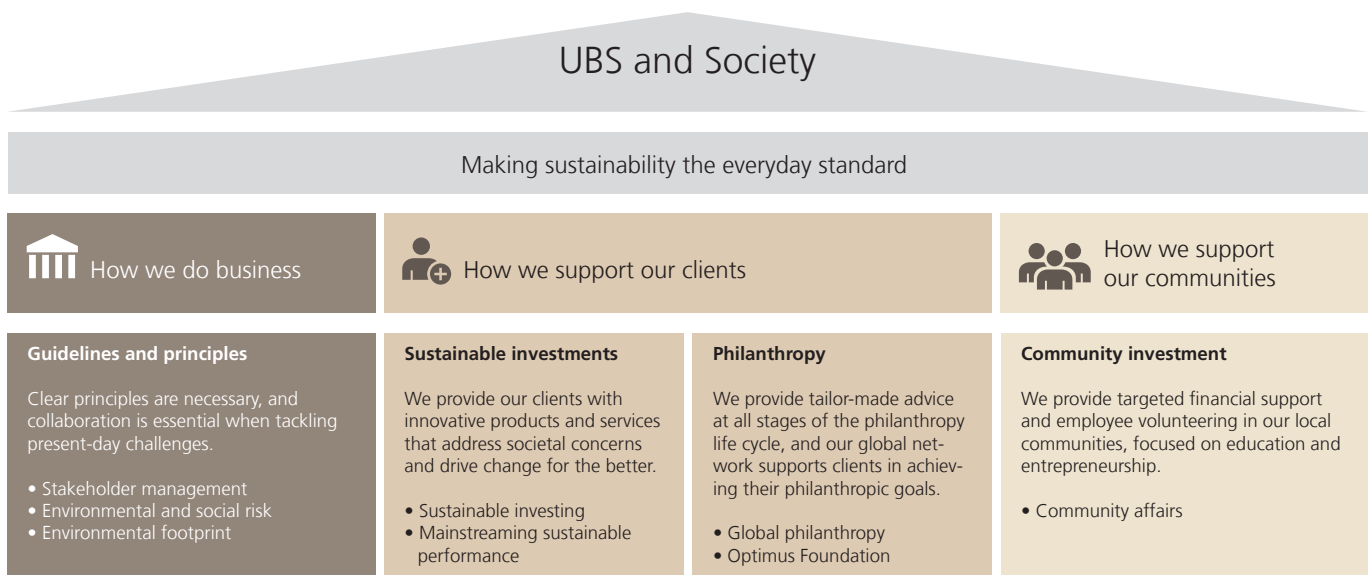 UBS and Society
Making sustainability the everyday standard
How we do business
How we support our clients
How we support
our communities
Guidelines and principles
Clear principles are necessary, and
collaboration is essential when tackling
present-day challenges.
• Stakeholder management
• Environmental and social risk
• Environmental footprint
Sustainable investments
We provide our clients with
innovative products and services
that address societal concerns
and drive change for the better.
• Sustainable investing
• Mainstreaming sustainable
performance
Philanthropy
We provide tailor-made advice
at all stages of the philanthropy
life cycle, and our global net-
work supports clients in achiev-
ing their philanthropic goals.
• Global philanthropy
• Optimus Foundation
Community investment
We provide targeted financial support
and employee volunteering in our local
communities, focused on education and
entrepreneurship.
• Community affairs